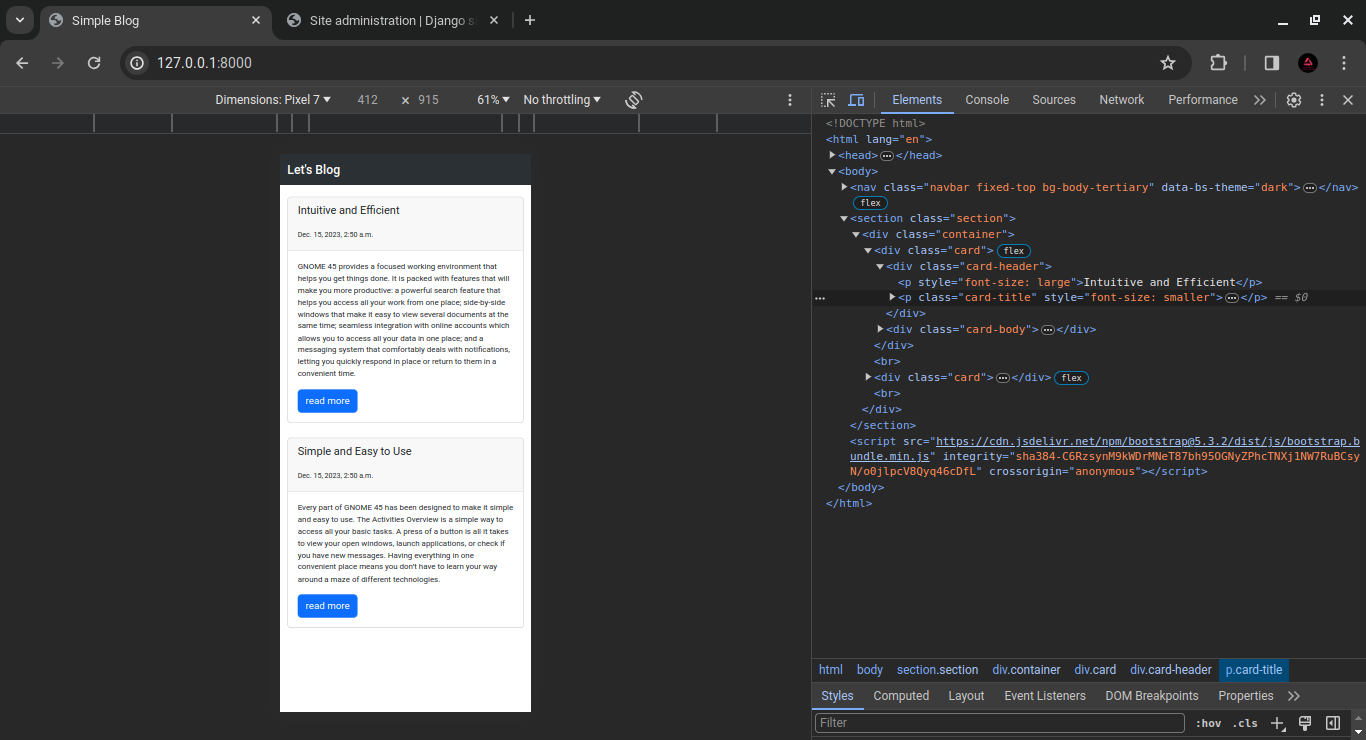 Simple Blog
Site administration | Django s
127.0.0.1:8000
Dimensions: Pixel 7 412 × 915 61% No throttling
Elements Console Sources Network Performance
Let's Blog
Intuitive and Efficient
Dec. 15, 2023, 2:50 a.m.
GNOME 45 provides a focused working environment that
helps you get things done. It is packed with features that will
make you more productive: a powerful search feature that
helps you access all your work from one place; side-by-side
windows that make it easy to view several documents at the
same time; seamless integration with online accounts which
allows you to access all your data in one place; and a
messaging system that comfortably deals with notifications,
letting you quickly respond in place or return to them in a
convenient time.
read more
Simple and Easy to Use
Dec. 15, 2023, 2:50 a.m.
Every part of GNOME 45 has been designed to make it simple
and easy to use. The Activities Overview is a simple way to
access all your basic tasks. A press of a button is all it takes
to view your open windows, launch applications, or check if
you have new messages. Having everything in one
convenient place means you don't have to learn your way
around a maze of different technologies.
read more
<!DOCTYPE html>
<html lang="en">
<head>…</head>
<body>
<nav class="navbar fixed-top bg-body-tertiary" data-bs-theme="dark">…</nav>
flex
<section class="section">
<div class="container">
<div class="card"> flex
<div class="card-header">
<p style="font-size: large">Intuitive and Efficient</p>
<p class="card-title" style="font-size: smaller">…</p> == $0
</div>
<div class="card-body">…</div>
</div>
<br>
<div class="card">…</div> flex
<br>
</div>
</section>
<script src="https://cdn.jsdelivr.net/npm/bootstrap@5.3.2/dist/js/bootstrap.b
undle.min.js" integrity="sha384-C6RzsynM9kWDrMNeT87bh95OGNyZPhcTNXj1NW7RuBCsy
N/o0jlpcV8Qyq46cDfL" crossorigin="anonymous"></script>
</body>
</html>
html body section.section div.container div.card div.card-header p.card-title
Styles Computed Layout Event Listeners DOM Breakpoints Properties
Filter :hov .cls